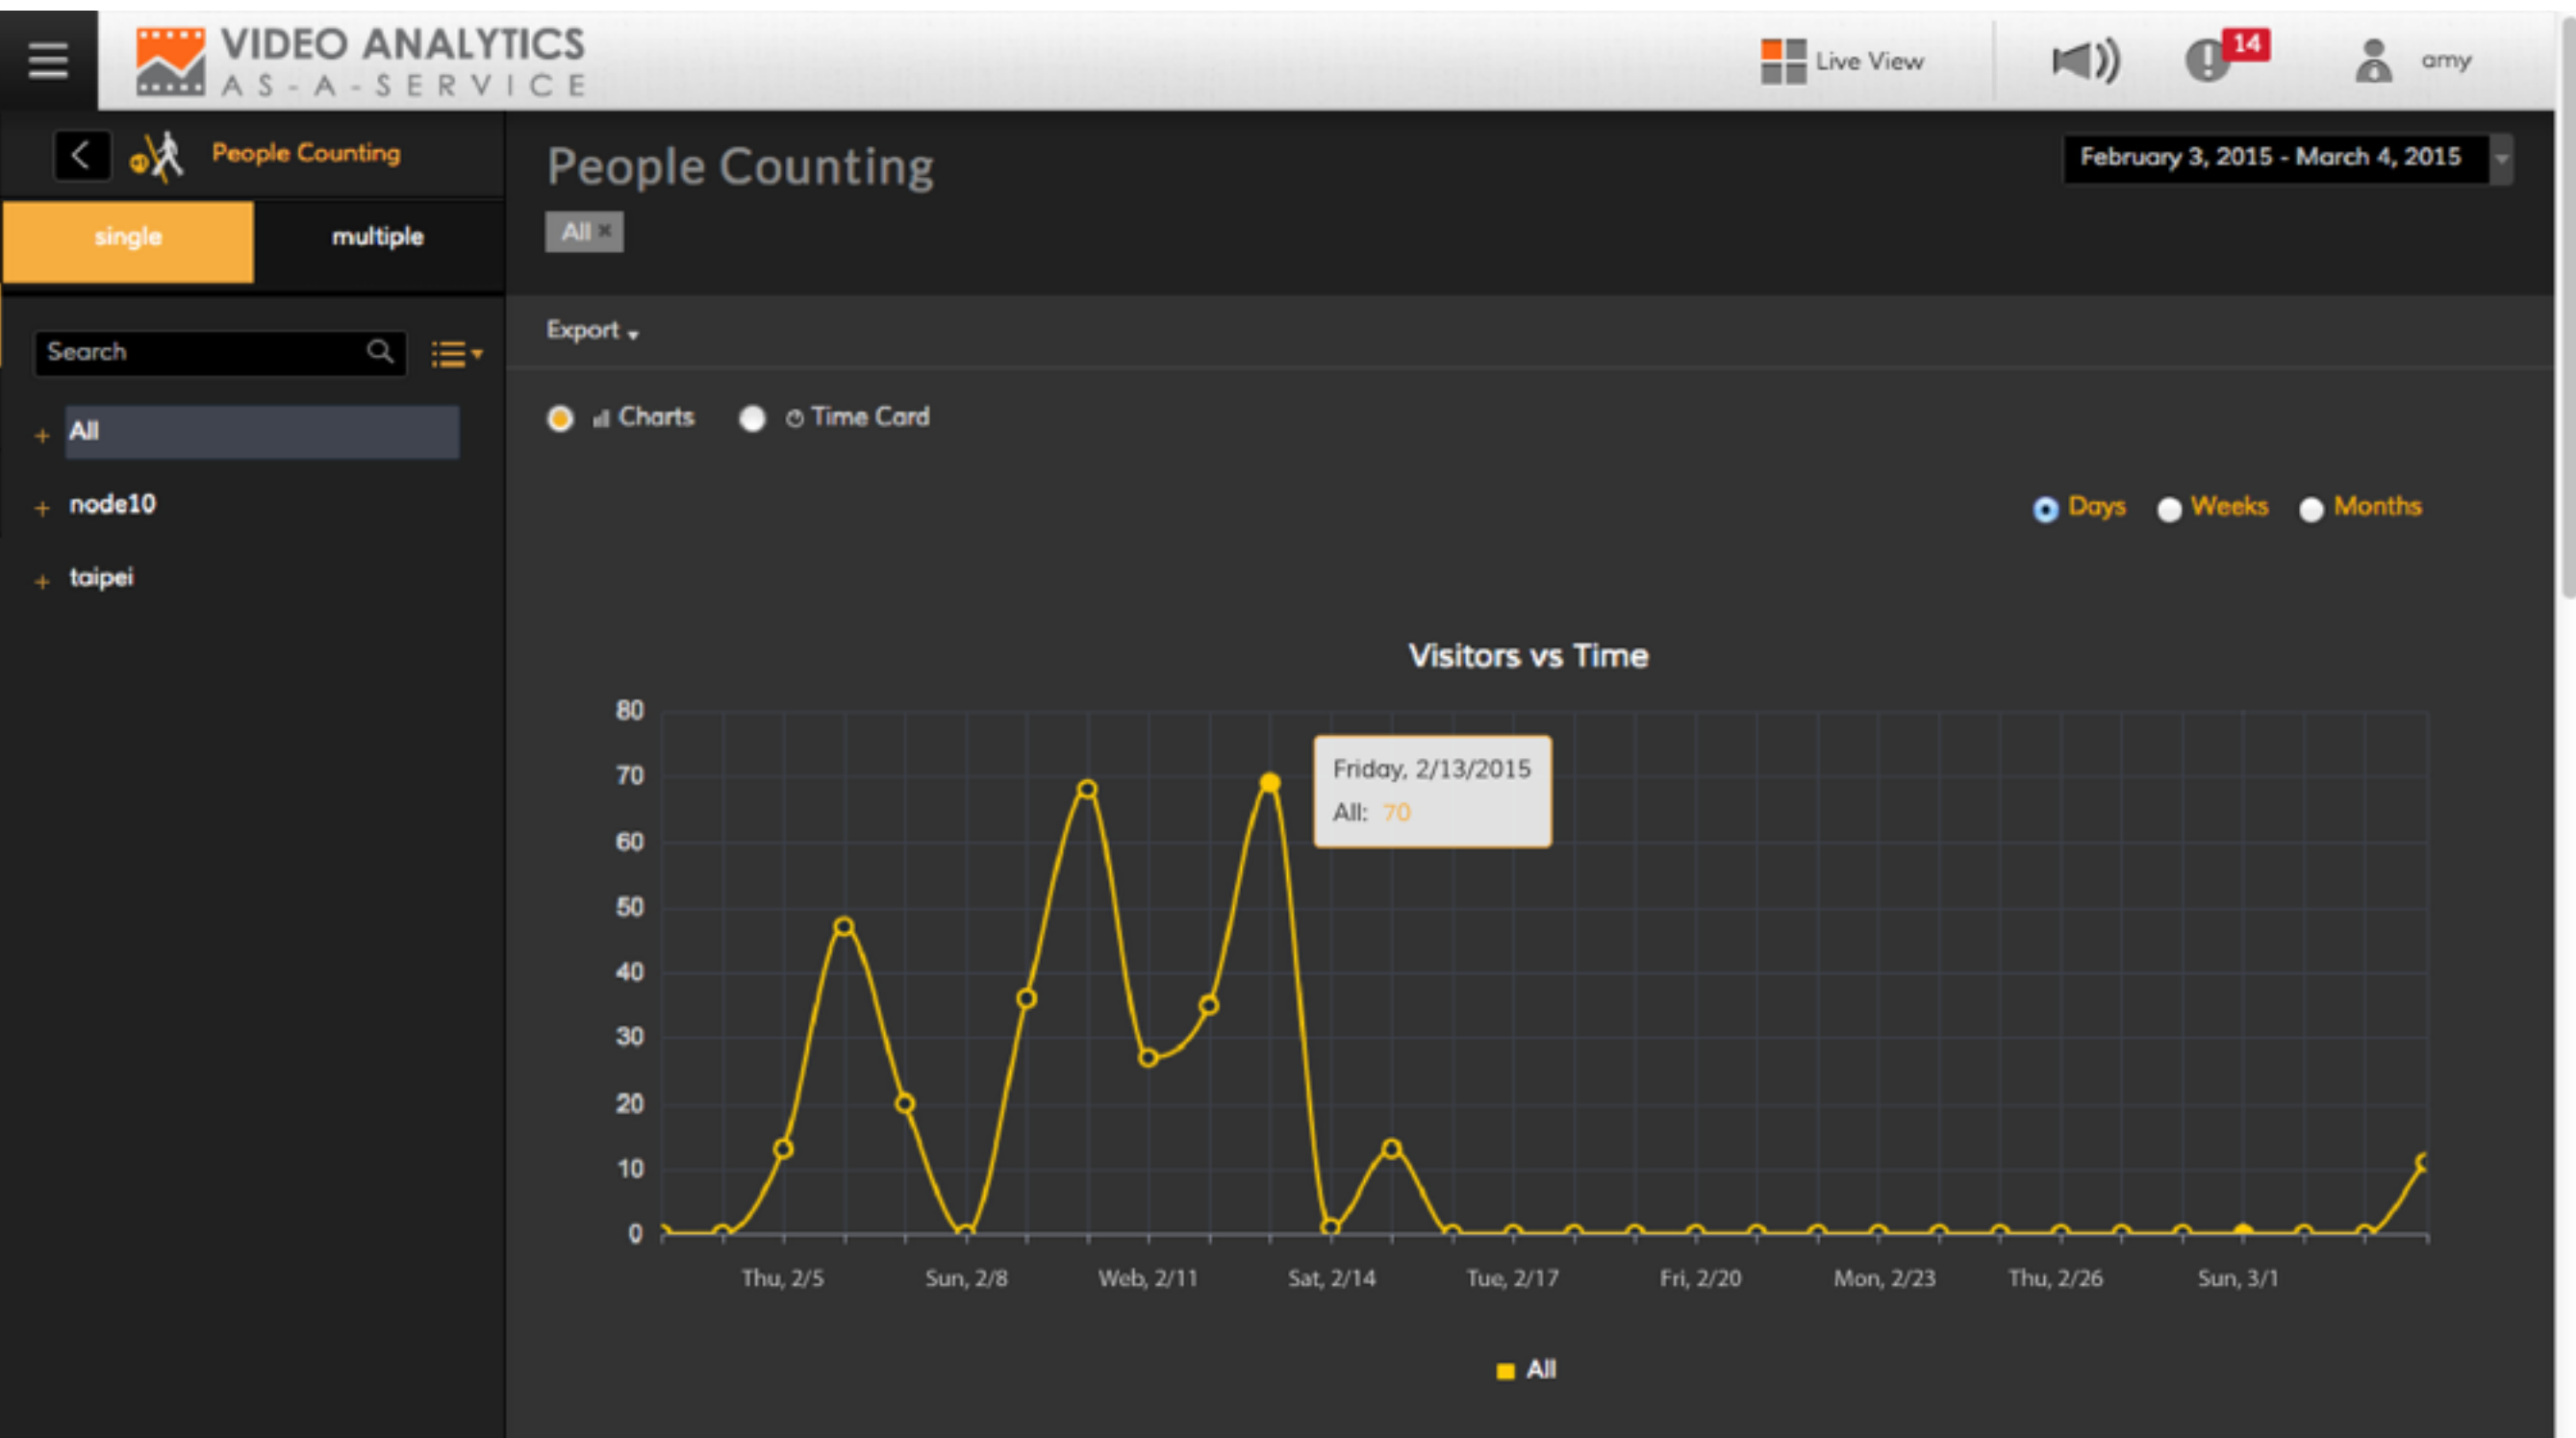 VIDEO ANALYTICS
AS-A-SERVICE
Live View
14
amy
People Counting
single
multiple
Search
All
node10
taipei
People Counting
February 3, 2015 - March 4, 2015
All ×
Export
Charts
Time Card
Days
Weeks
Months
Visitors vs Time
80
70
60
50
40
30
20
10
0
Friday, 2/13/2015
All: 70
Thu, 2/5
Sun, 2/8
Web, 2/11
Sat, 2/14
Tue, 2/17
Fri, 2/20
Mon, 2/23
Thu, 2/26
Sun, 3/1
All